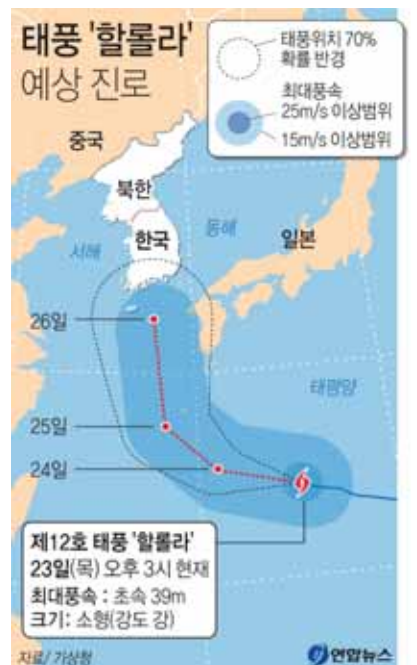 태풍 '할롤라'
예상 진로
태풍위치 70%
확률 반경
최대풍속
25m/s 이상범위
15m/s 이상범위
중국
북한
한국
동해
일본
서해
26일
태평양
25일
24일
제12호 태풍 '할롤라'
23일(목) 오후 3시 현재
최대풍속 : 초속 39m
크기: 소형(강도 강)
자료/ 기상청
연합뉴스